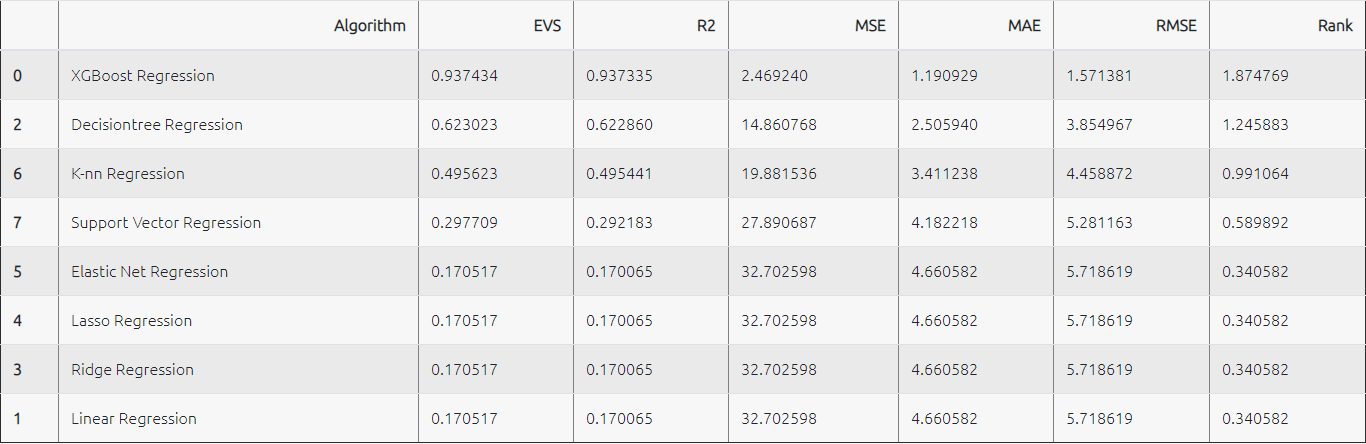 Algorithm EVS R2 MSE MAE RMSE Rank
0 XGBoost Regression 0.937434 0.937335 2.469240 1.190929 1.571381 1.874769
2 Decisiontree Regression 0.623023 0.622860 14.860768 2.505940 3.854967 1.245883
6 K-nn Regression 0.495623 0.495441 19.881536 3.411238 4.458872 0.991064
7 Support Vector Regression 0.297709 0.292183 27.890687 4.182218 5.281163 0.589892
5 Elastic Net Regression 0.170517 0.170065 32.702598 4.660582 5.718619 0.340582
4 Lasso Regression 0.170517 0.170065 32.702598 4.660582 5.718619 0.340582
3 Ridge Regression 0.170517 0.170065 32.702598 4.660582 5.718619 0.340582
1 Linear Regression 0.170517 0.170065 32.702598 4.660582 5.718619 0.340582